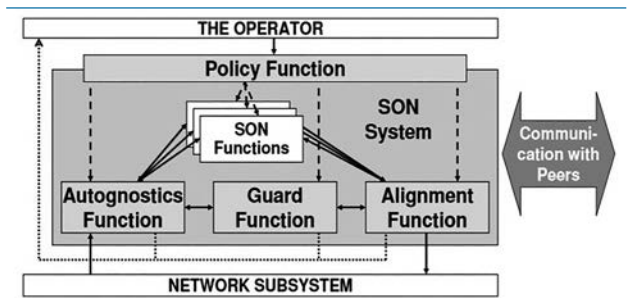 THE OPERATOR
Policy Function
SON
System
SON
Functions
Communi-
cation with
Peers
Autognostics
Function
Guard
Function
Alignment
Function
NETWORK SUBSYSTEM